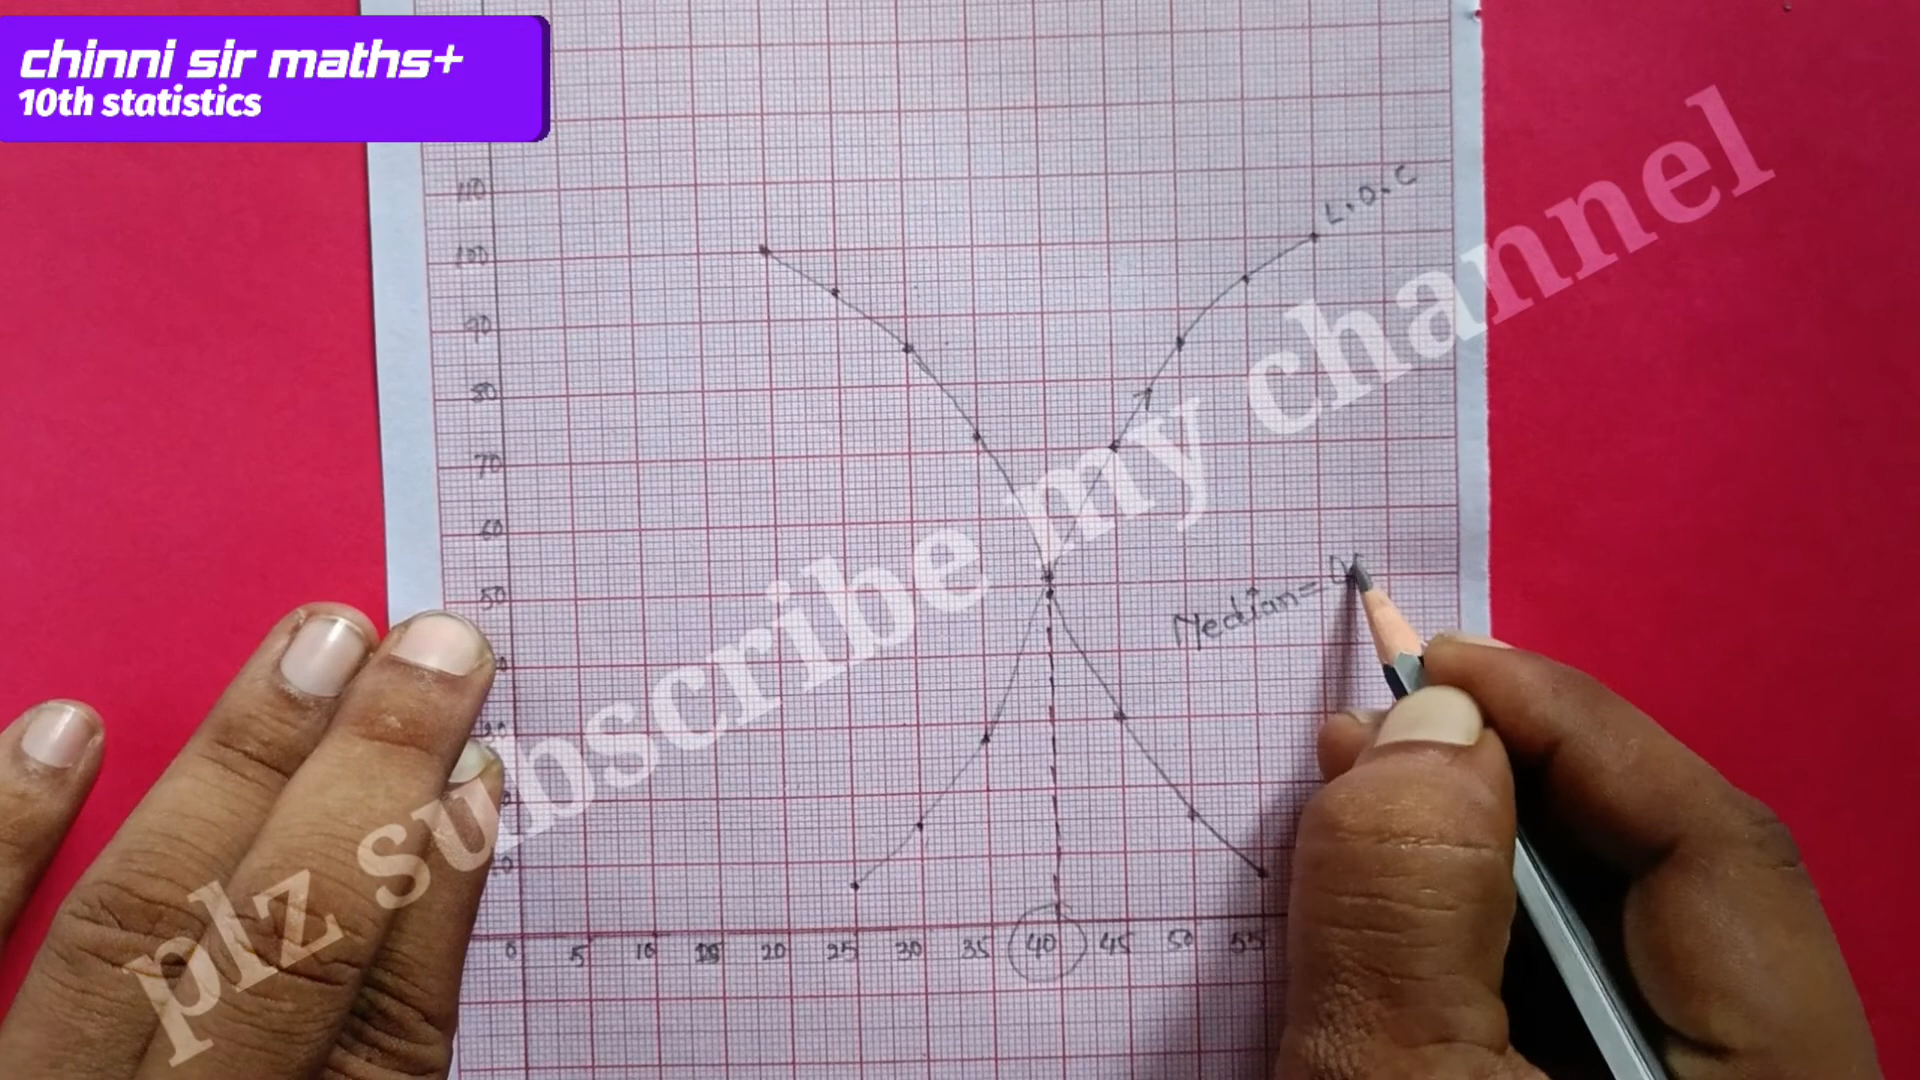 chinni sir maths+
10th statistics
110
L.O.C
100
90
80
70
60
50
Median =
0 5 10 15 20 25 30 35 40 45 50 55
plz subscribe my channel